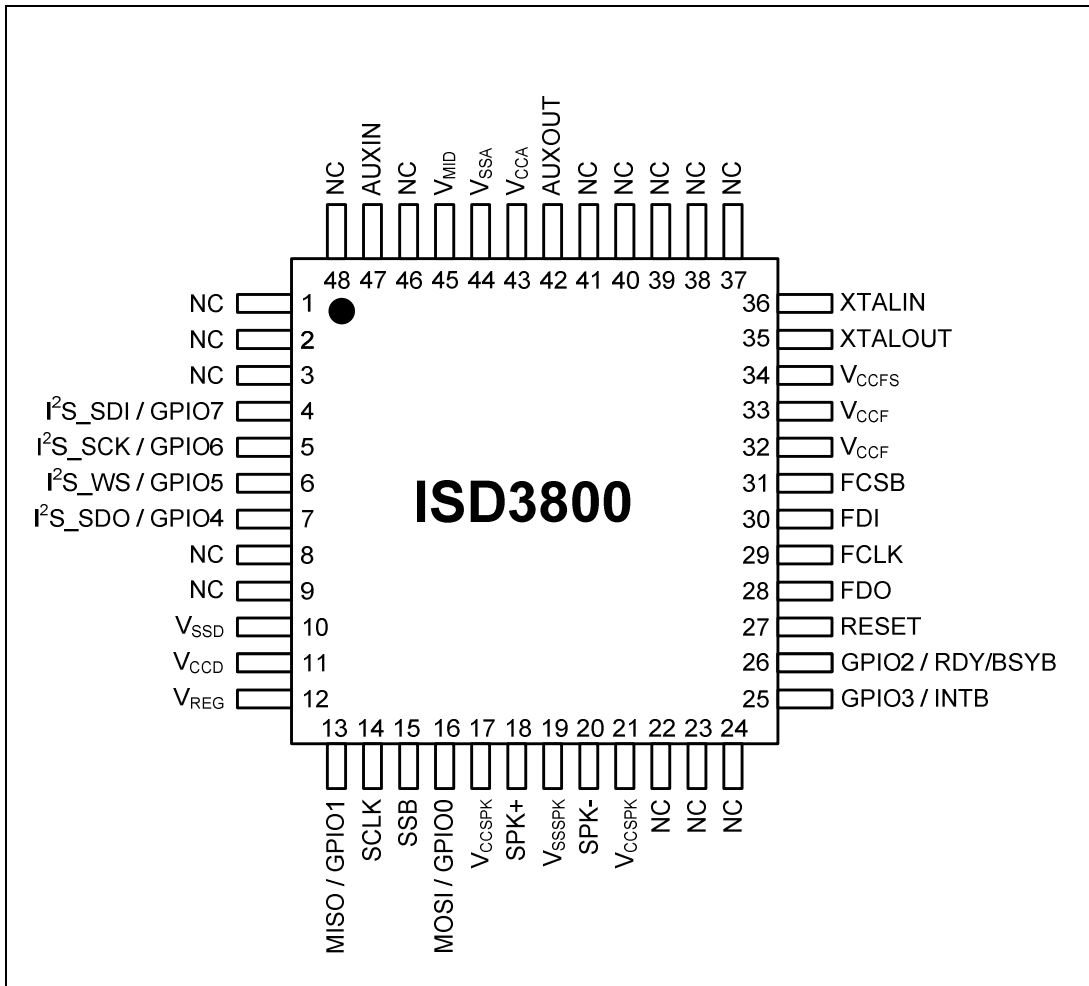 NC
AUXIN
NC
VMID
VSSA
VCCA
AUXOUT
NC
NC
NC
NC
NC
48 47 46 45 44 43 42 41 40 39 38 37
NC 1
NC 2
NC 3
I²S_SDI / GPIO7 4
I²S_SCK / GPIO6 5
I²S_WS / GPIO5 6
I²S_SDO / GPIO4 7
NC 8
NC 9
VSSD 10
VCCD 11
VREG 12
ISD3800
36 XTALIN
35 XTALOUT
34 VCCFS
33 VCCF
32 VCCF
31 FCSB
30 FDI
29 FCLK
28 FDO
27 RESET
26 GPIO2 / RDY/BSYB
25 GPIO3 / INTB
13 14 15 16 17 18 19 20 21 22 23 24
MISO / GPIO1
SCLK
SSB
MOSI / GPIO0
VCCSPK
SPK+
VSSSPK
SPK-
VCCSPK
NC
NC
NC